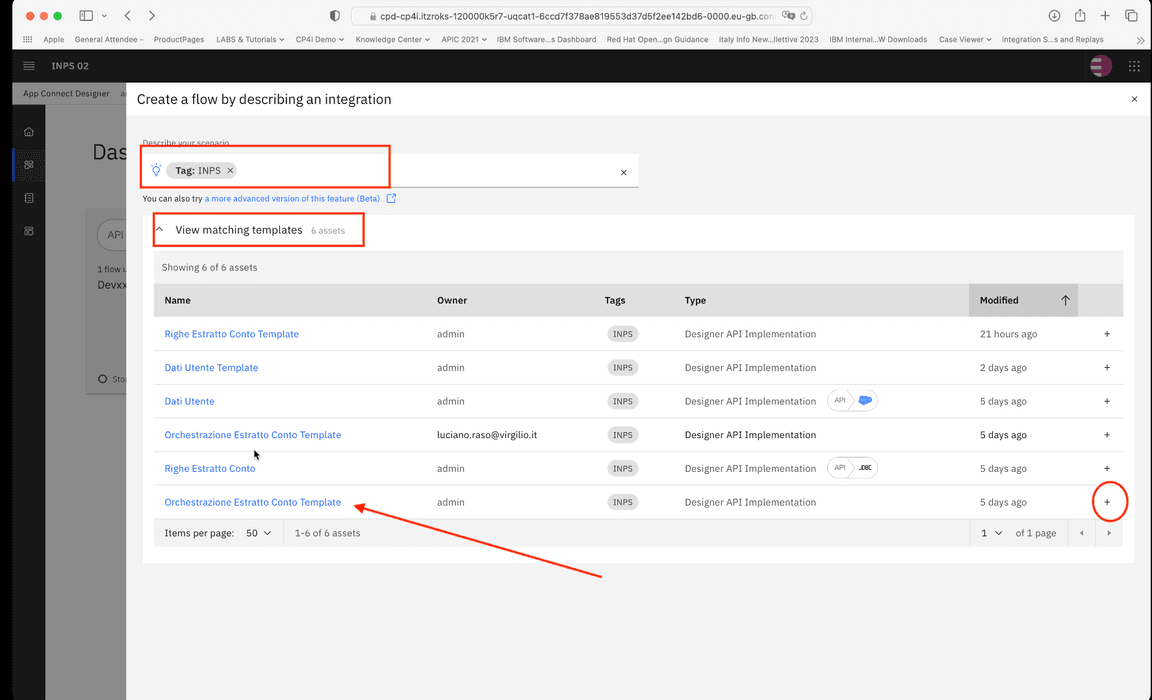 cpd-cp4i.itzroks-120000k5r7-uqcat1-6ccd7f378ae819553d37d5f2ee142bd6-0000.eu-gb.con
Apple General Attendee ProductPages LABS & Tutorials CP4I Demo Knowledge Center APIC 2021 IBM Software...s Dashboard Red Hat Open...gn Guidance Italy Info New...llettive 2023 IBM Internal...W Downloads Case Viewer Integration S...s and Replays
INPS 02
App Connect Designer
Create a flow by describing an integration
Das
Describe your scenario
Tag: INPS
You can also try a more advanced version of this feature (Beta)
View matching templates 6 assets
API
1 flow u
Devxx
Sto
Showing 6 of 6 assets
Name Owner Tags Type Modified
Righe Estratto Conto Template admin INPS Designer API Implementation 21 hours ago +
Dati Utente Template admin INPS Designer API Implementation 2 days ago +
Dati Utente admin INPS Designer API Implementation API 5 days ago +
Orchestrazione Estratto Conto Template luciano.raso@virgilio.it INPS Designer API Implementation 5 days ago +
Righe Estratto Conto admin INPS Designer API Implementation API JDBC 5 days ago +
Orchestrazione Estratto Conto Template admin INPS Designer API Implementation 5 days ago +
Items per page: 50 1-6 of 6 assets 1 of 1 page